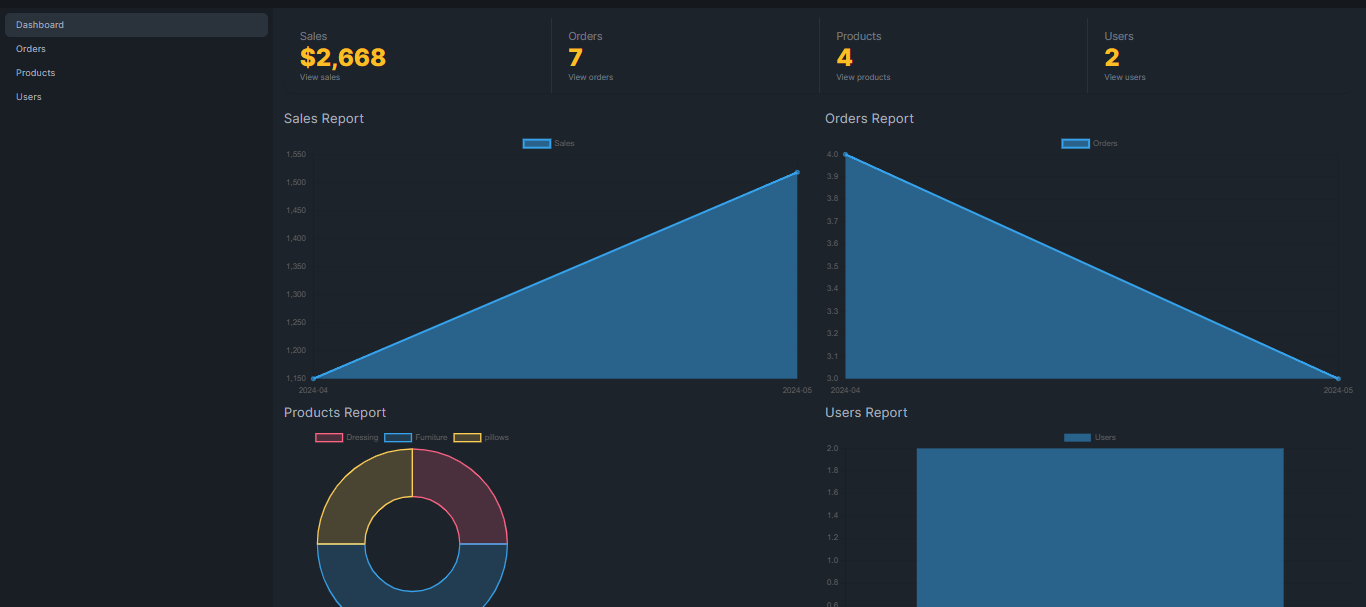 Dashboard
Orders
Products
Users
Sales
$2,668
View sales
Orders
7
View orders
Products
4
View products
Users
2
View users
Sales Report
Sales
1,550
1,500
1,450
1,400
1,350
1,300
1,250
1,200
1,150
2024-04 2024-05
Orders Report
Orders
4.0
3.9
3.8
3.7
3.6
3.5
3.4
3.3
3.2
3.1
3.0
2024-04 2024-05
Products Report
Dressing Furniture pillows
Users Report
Users
2.0
1.8
1.6
1.4
1.2
1.0
0.8
0.6